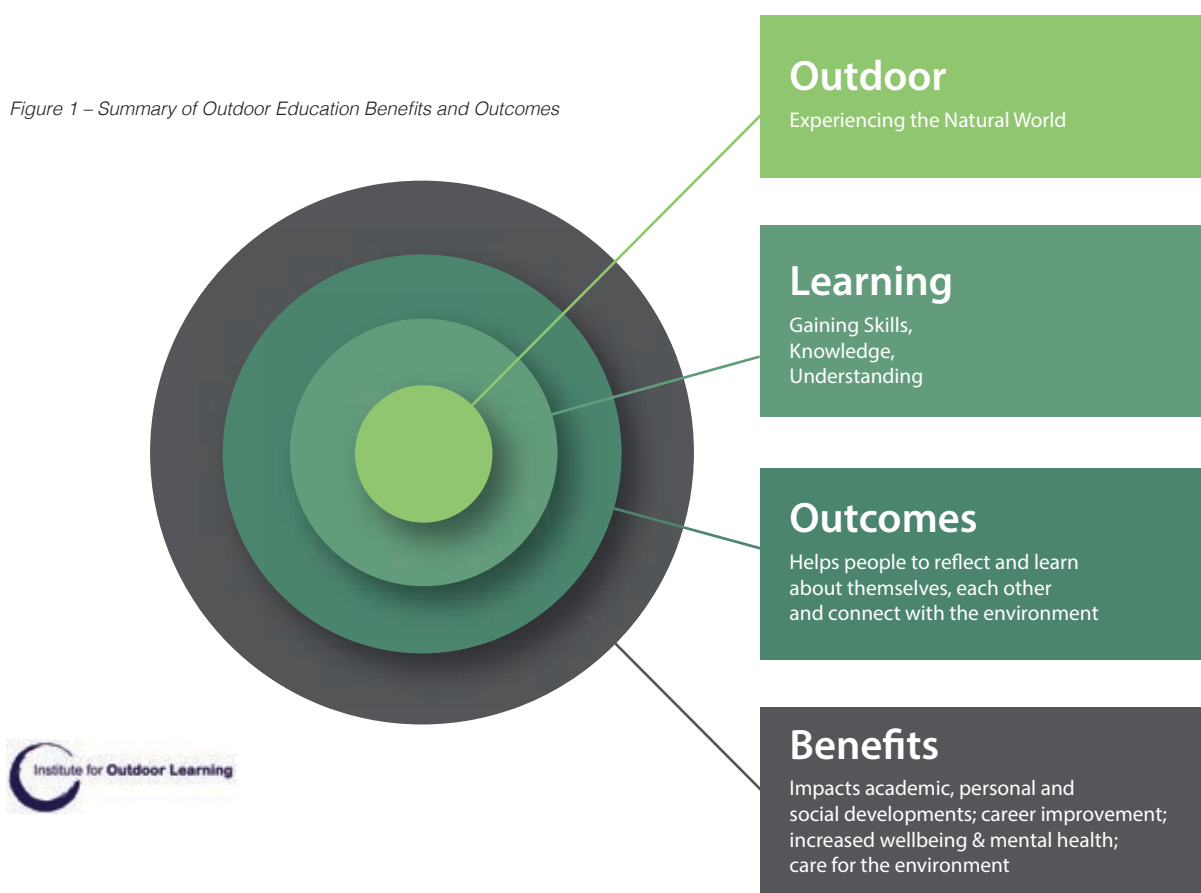 Figure 1 – Summary of Outdoor Education Benefits and Outcomes
Outdoor
Experiencing the Natural World
Learning
Gaining Skills,
Knowledge,
Understanding
Outcomes
Helps people to reflect and learn
about themselves, each other
and connect with the environment
Benefits
Impacts academic, personal and
social developments; career improvement;
increased wellbeing & mental health;
care for the environment
Institute for Outdoor Learning